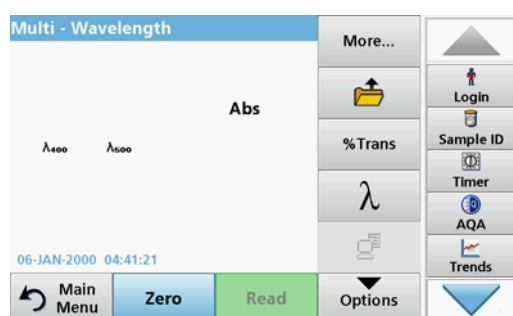 Multi - Wavelength
Abs
λ400 λ500
06-JAN-2000 04:41:21
Main
Menu
Zero
Read
More...
%Trans
λ
Options
Login
Sample ID
Timer
AQA
Trends